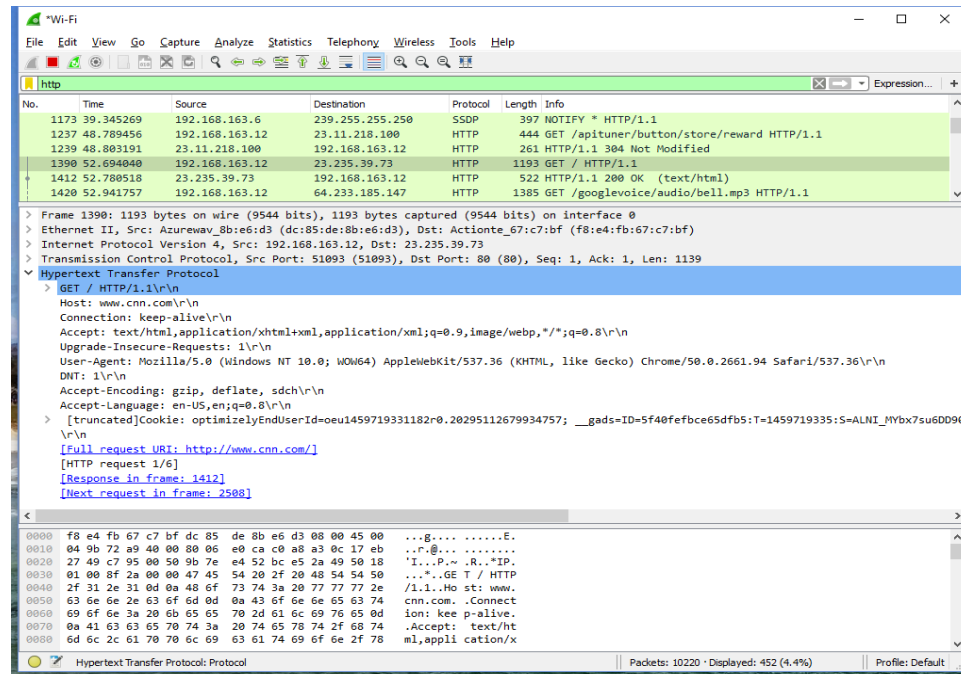 *Wi-Fi
File Edit View Go Capture Analyze Statistics Telephony Wireless Tools Help
http Expression... +
No. Time Source Destination Protocol Length Info
1173 39.345269 192.168.163.6 239.255.255.250 SSDP 397 NOTIFY * HTTP/1.1
1237 48.789456 192.168.163.12 23.11.218.100 HTTP 444 GET /apituner/button/store/reward HTTP/1.1
1239 48.803191 23.11.218.100 192.168.163.12 HTTP 261 HTTP/1.1 304 Not Modified
1390 52.694040 192.168.163.12 23.235.39.73 HTTP 1193 GET / HTTP/1.1
1412 52.780518 23.235.39.73 192.168.163.12 HTTP 522 HTTP/1.1 200 OK (text/html)
1420 52.941757 192.168.163.12 64.233.185.147 HTTP 1385 GET /googlevoice/audio/bell.mp3 HTTP/1.1
> Frame 1390: 1193 bytes on wire (9544 bits), 1193 bytes captured (9544 bits) on interface 0
> Ethernet II, Src: Azurewav_8b:e6:d3 (dc:85:de:8b:e6:d3), Dst: Actionte_67:c7:bf (f8:e4:fb:67:c7:bf)
> Internet Protocol Version 4, Src: 192.168.163.12, Dst: 23.235.39.73
> Transmission Control Protocol, Src Port: 51093 (51093), Dst Port: 80 (80), Seq: 1, Ack: 1, Len: 1139
Hypertext Transfer Protocol
> GET / HTTP/1.1\r\n
Host: www.cnn.com\r\n
Connection: keep-alive\r\n
Accept: text/html,application/xhtml+xml,application/xml;q=0.9,image/webp,*/*;q=0.8\r\n
Upgrade-Insecure-Requests: 1\r\n
User-Agent: Mozilla/5.0 (Windows NT 10.0; WOW64) AppleWebKit/537.36 (KHTML, like Gecko) Chrome/50.0.2661.94 Safari/537.36\r\n
DNT: 1\r\n
Accept-Encoding: gzip, deflate, sdch\r\n
Accept-Language: en-US,en;q=0.8\r\n
> [truncated]Cookie: optimizelyEndUserId=oeu1459719331182r0.20295112679934757; __gads=ID=5f40fefbce65dfb5:T=1459719335:S=ALNI_MYbx7su6DD9
\r\n
[Full request URI: http://www.cnn.com/]
[HTTP request 1/6]
[Response in frame: 1412]
[Next request in frame: 2508]
0000 f8 e4 fb 67 c7 bf dc 85 de 8b e6 d3 08 00 45 00 ...g.... ......E.
0010 04 9b 72 a9 40 00 80 06 e0 ca c0 a8 a3 0c 17 eb ..r.@... ........
0020 27 49 c7 95 00 50 9b 7e e4 52 bc e5 2a 49 50 18 'I...P.~ .R..*IP.
0030 01 00 8f 2a 00 00 47 45 54 20 2f 20 48 54 54 50 ...*..GE T / HTTP
0040 2f 31 2e 31 0d 0a 48 6f 73 74 3a 20 77 77 77 2e /1.1..Ho st: www.
0050 63 6e 6e 2e 63 6f 6d 0d 0a 43 6f 6e 6e 65 63 74 cnn.com. .Connect
0060 69 6f 6e 3a 20 6b 65 65 70 2d 61 6c 69 76 65 0d ion: kee p-alive.
0070 0a 41 63 63 65 70 74 3a 20 74 65 78 74 2f 68 74 .Accept: text/ht
0080 6d 6c 2c 61 70 70 6c 69 63 61 74 69 6f 6e 2f 78 ml,appli cation/x
Hypertext Transfer Protocol: Protocol Packets: 10220 · Displayed: 452 (4.4%) Profile: Default